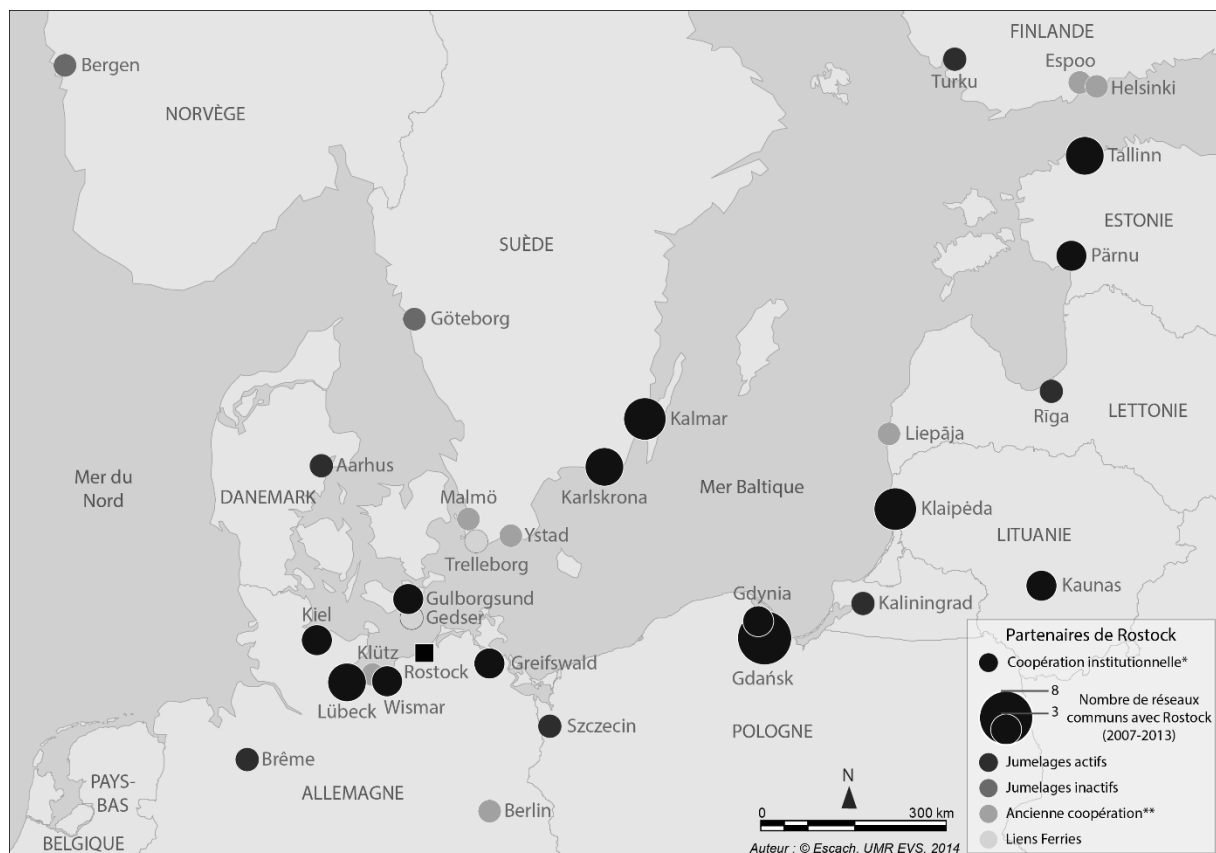 FINLANDE
Bergen
Espoo
Turku
Helsinki
NORVÈGE
Tallinn
ESTONIE
SUÈDE
Pärnu
Göteborg
Rīga
LETTONIE
Kalmar
Liepāja
Aarhus
Mer du
Nord
DANEMARK
Karlskrona
Mer Baltique
Malmö
Klaipėda
Ystad
LITUANIE
Trelleborg
Kaunas
Gdynia
Kaliningrad
Gulborgsund
Kiel
Gedser
Klütz
Rostock
Greifswald
Gdańsk
Lübeck
Wismar
Szczecin
POLOGNE
Brême
PAYS-
BAS
ALLEMAGNE
Berlin
BELGIQUE
N
0 300 km
Auteur : © Escach, UMR EVS, 2014
Partenaires de Rostock
Coopération institutionnelle*
8
3
Nombre de réseaux
communs avec Rostock
(2007-2013)
Jumelages actifs
Jumelages inactifs
Ancienne coopération**
Liens Ferries